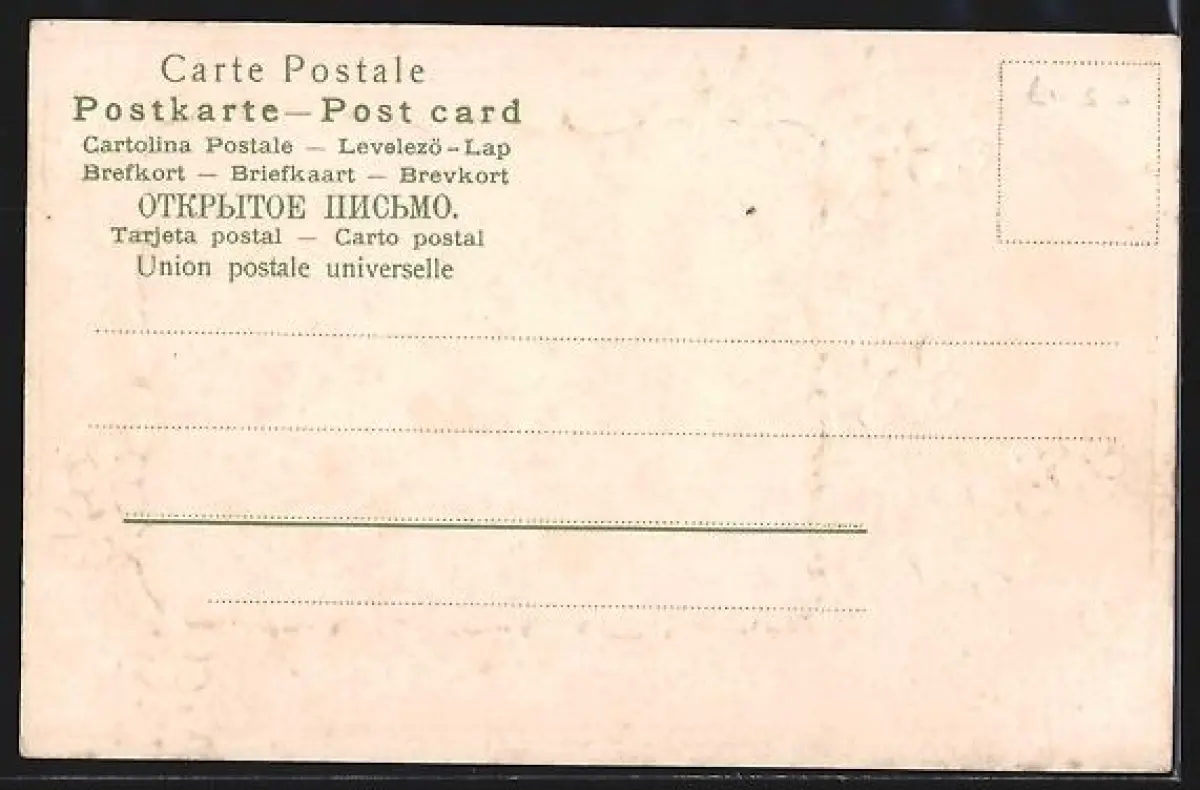 Carte Postale
Postkarte — Post card
Cartolina Postale — Levelezö - Lap
Brefkort — Briefkaart — Brevkort
ОТКРЫТОЕ ПИСЬМО.
Tarjeta postal — Carto postal
Union postale universelle